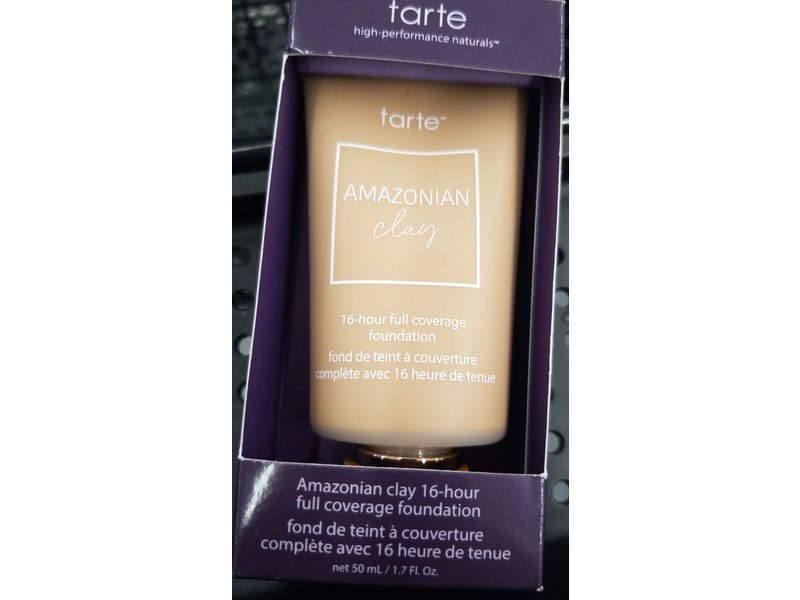 tarte
high-performance naturals™
tarte™
AMAZONIAN
clay
16-hour full coverage
foundation
fond de teint à couverture
complète avec 16 heure de tenue
Amazonian clay 16-hour
full coverage foundation
fond de teint à couverture
complète avec 16 heure de tenue
net 50 mL / 1.7 Fl. Oz.